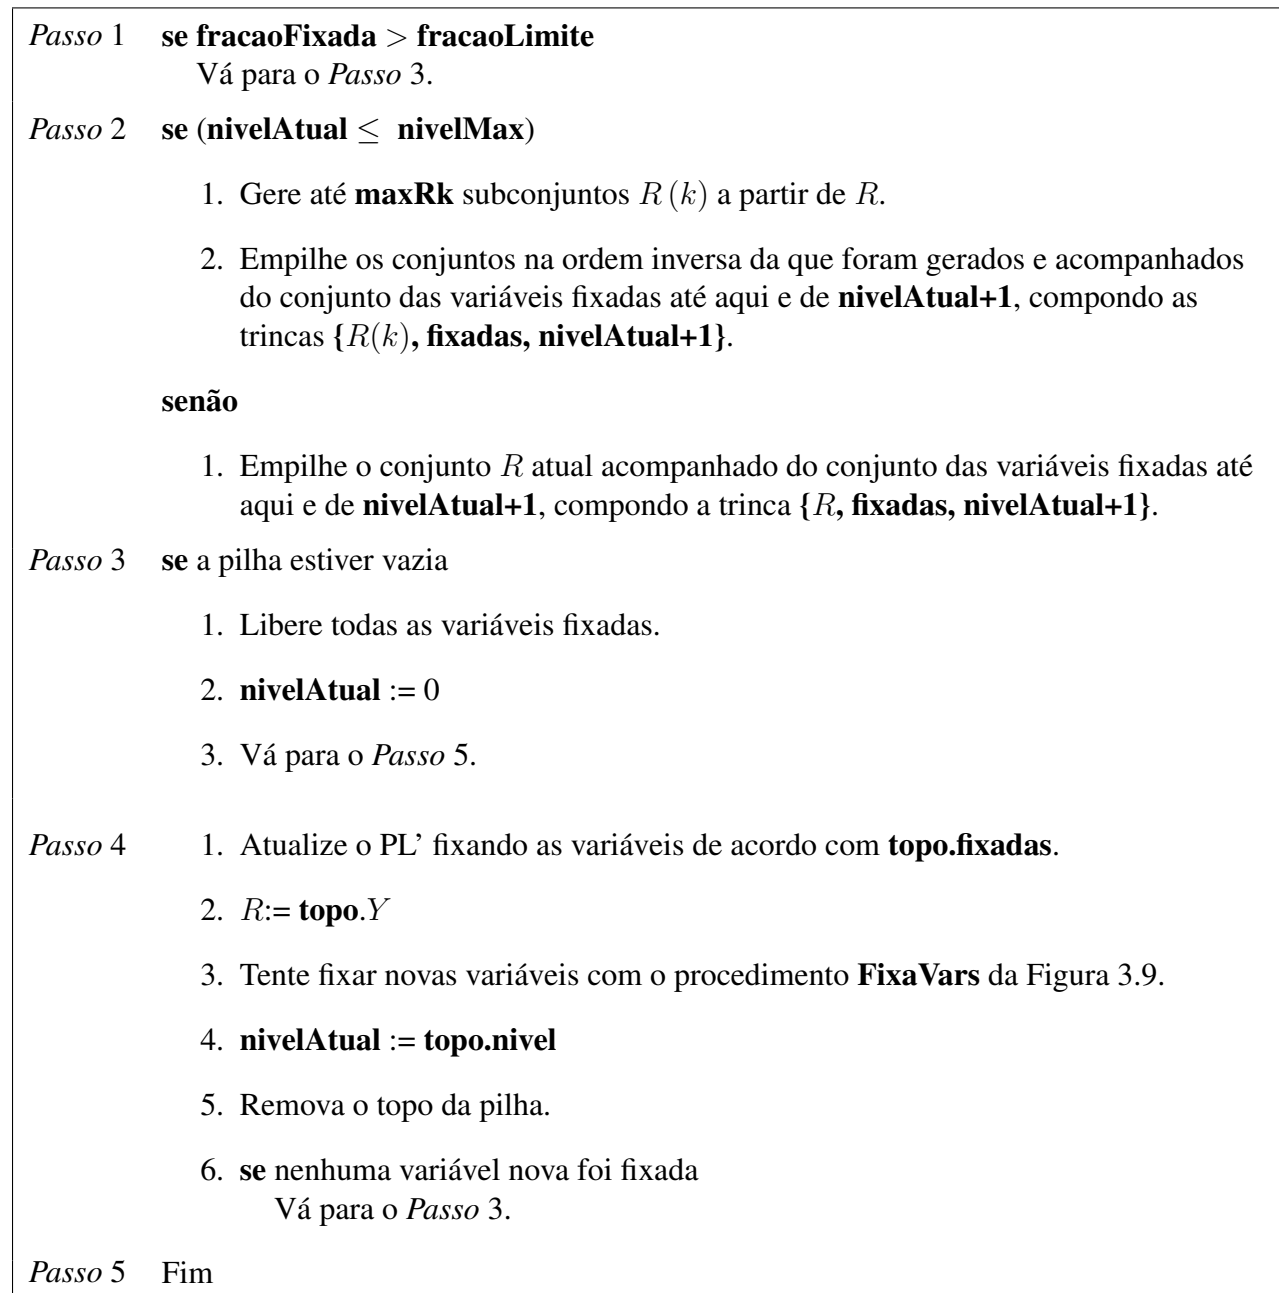 Passo 1 se fracaoFixada > fracaoLimite
Vá para o Passo 3.
Passo 2 se (nivelAtual ≤ nivelMax)
1. Gere até maxRk subconjuntos R (k) a partir de R.
2. Empilhe os conjuntos na ordem inversa da que foram gerados e acompanhados
do conjunto das variáveis fixadas até aqui e de nivelAtual+1, compondo as
trincas {R(k), fixadas, nivelAtual+1}.
senão
1. Empilhe o conjunto R atual acompanhado do conjunto das variáveis fixadas até
aqui e de nivelAtual+1, compondo a trinca {R, fixadas, nivelAtual+1}.
Passo 3 se a pilha estiver vazia
1. Libere todas as variáveis fixadas.
2. nivelAtual := 0
3. Vá para o Passo 5.
Passo 4 1. Atualize o PL’ fixando as variáveis de acordo com topo.fixadas.
2. R:= topo.Y
3. Tente fixar novas variáveis com o procedimento FixaVars da Figura 3.9.
4. nivelAtual := topo.nivel
5. Remova o topo da pilha.
6. se nenhuma variável nova foi fixada
Vá para o Passo 3.
Passo 5 Fim